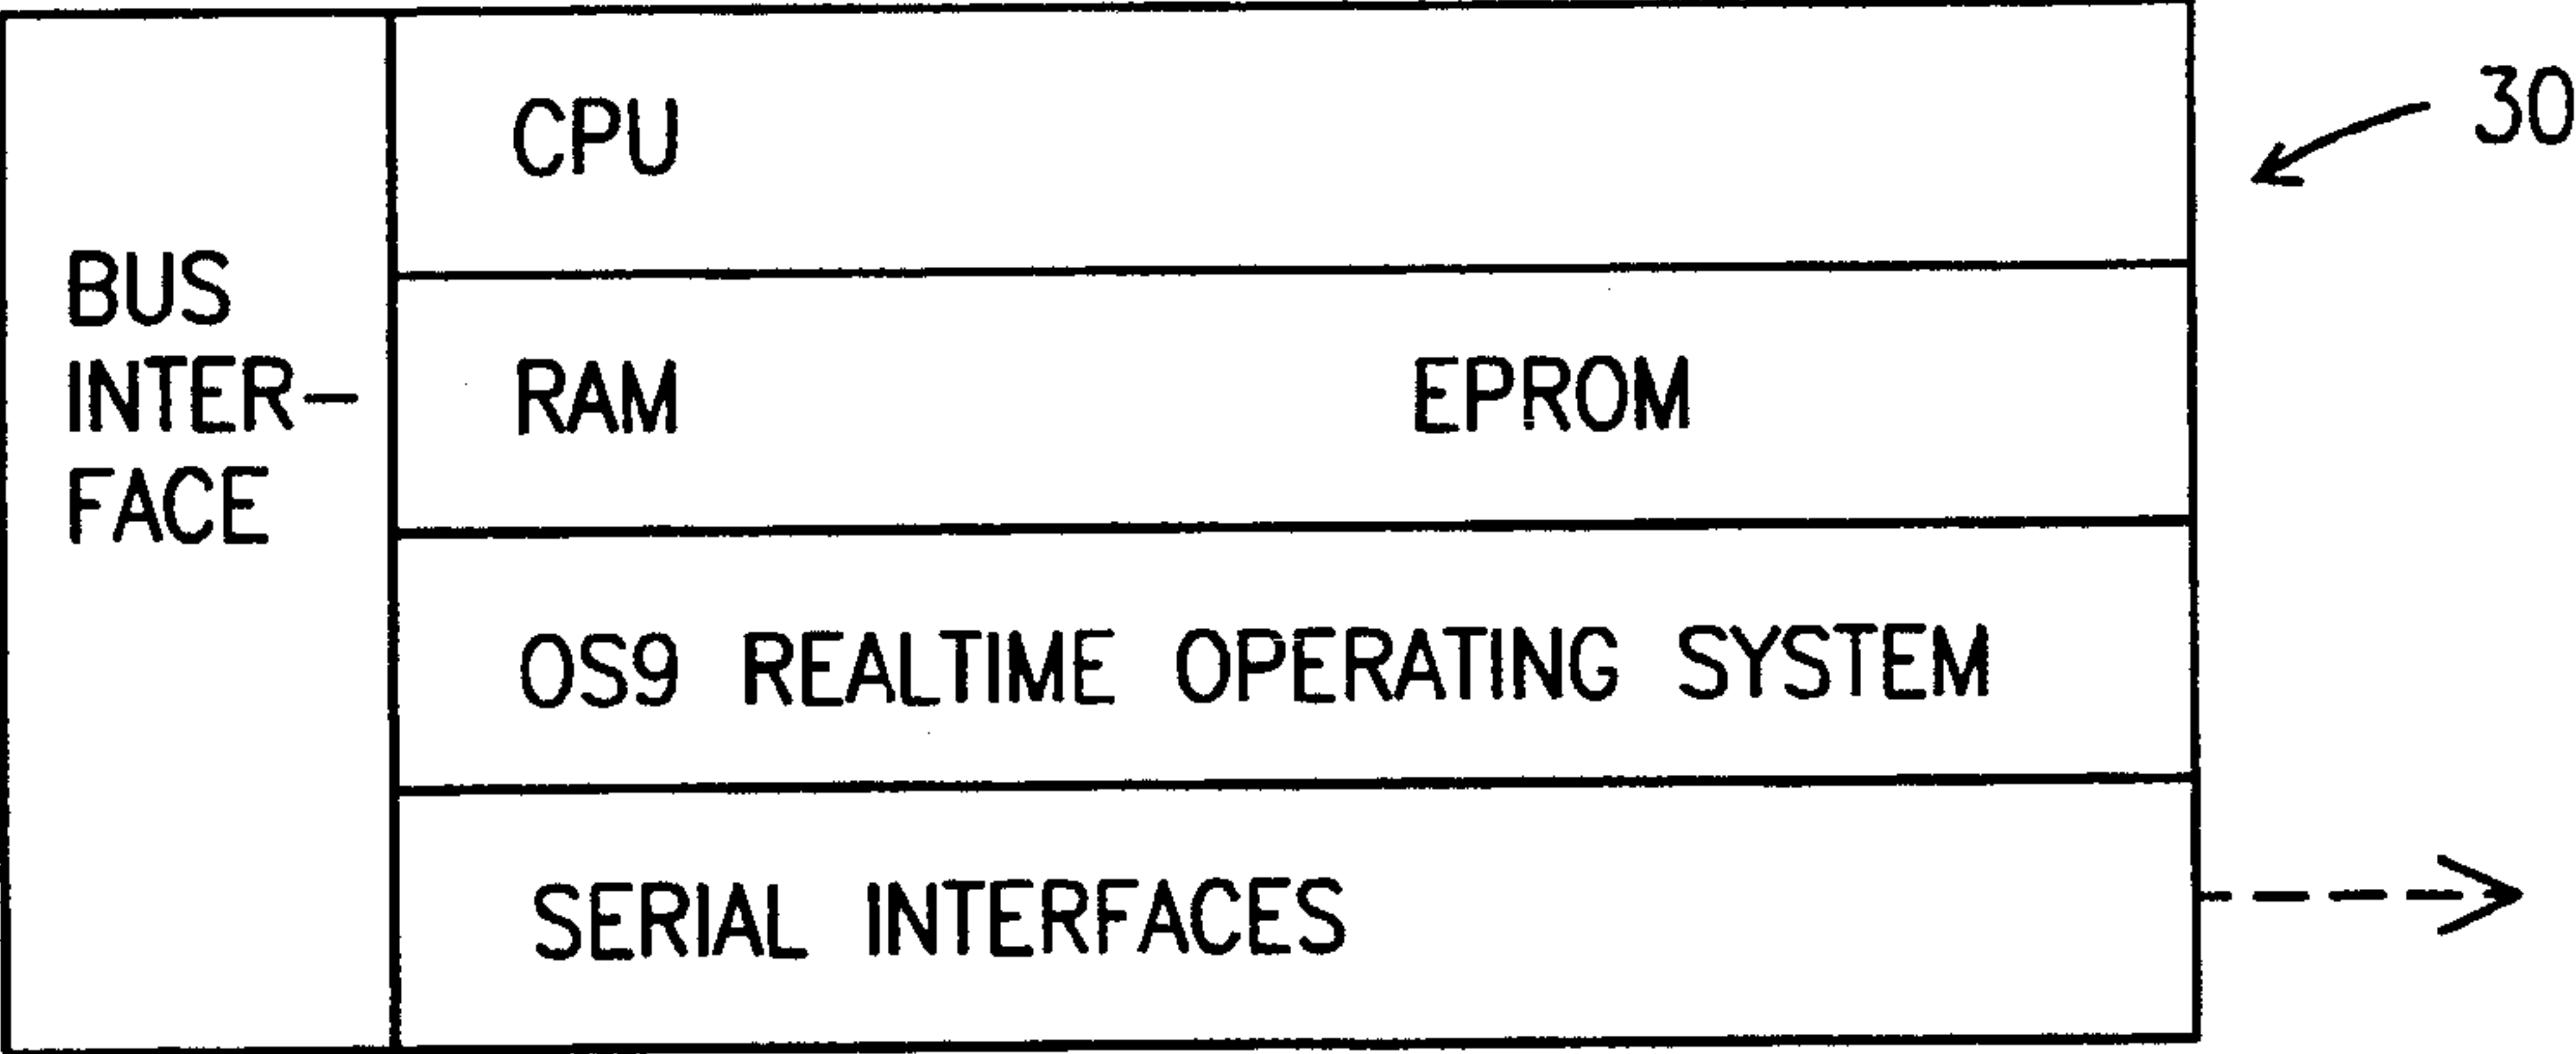 BUS
INTER-
FACE
CPU
30
RAM EPROM
OS9 REALTIME OPERATING SYSTEM
SERIAL INTERFACES